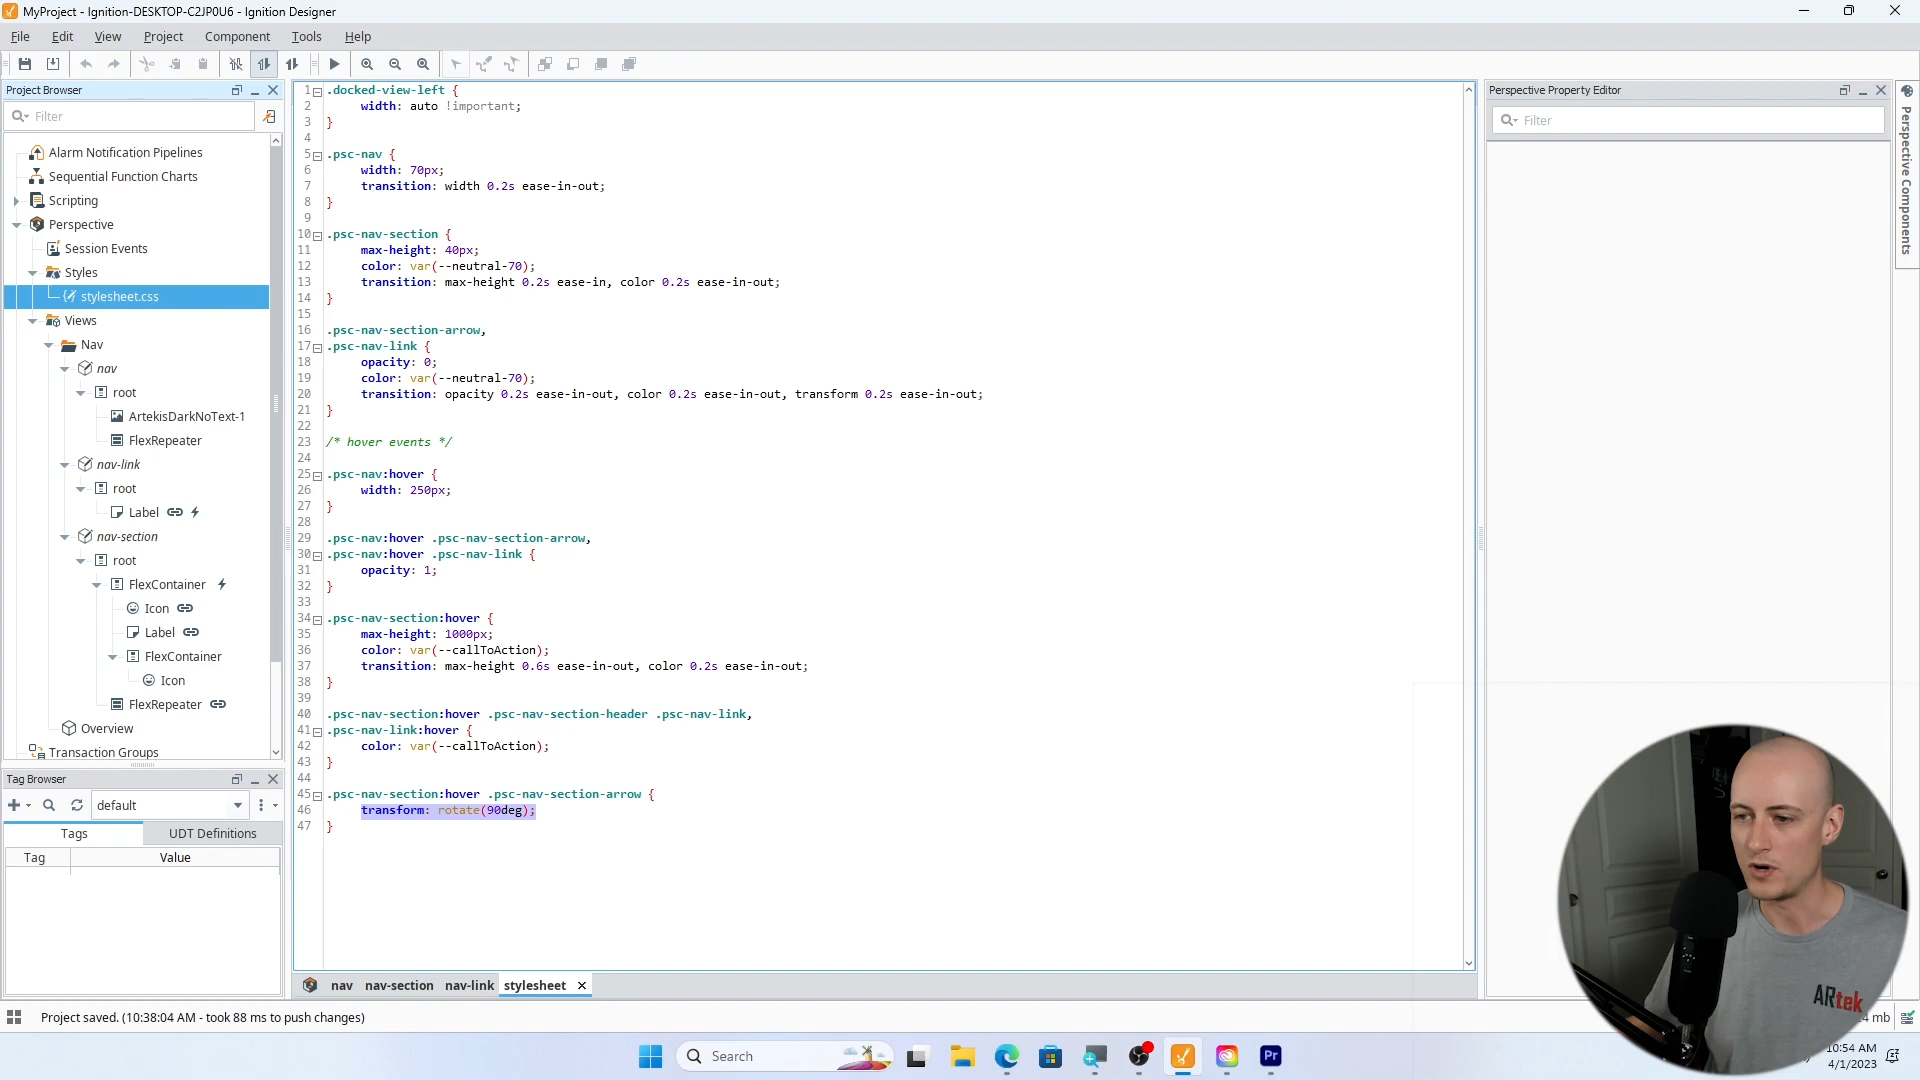 MyProject - Ignition-DESKTOP-C2JP0U6 - Ignition Designer
File Edit View Project Component Tools Help
Project Browser
Filter
Alarm Notification Pipelines
Sequential Function Charts
Scripting
Perspective
Session Events
Styles
stylesheet.css
Views
Nav
nav
root
ArtekisDarkNoText-1
FlexRepeater
nav-link
root
Label
nav-section
root
FlexContainer
Icon
Label
FlexContainer
Icon
FlexRepeater
Overview
Transaction Groups
Tag Browser
default
Tags UDT Definitions
Tag Value
1 .docked-view-left {
2 width: auto !important;
3 }
4
5 .psc-nav {
6 width: 70px;
7 transition: width 0.2s ease-in-out;
8 }
9
10 .psc-nav-section {
11 max-height: 40px;
12 color: var(--neutral-70);
13 transition: max-height 0.2s ease-in, color 0.2s ease-in-out;
14 }
15
16 .psc-nav-section-arrow,
17 .psc-nav-link {
18 opacity: 0;
19 color: var(--neutral-70);
20 transition: opacity 0.2s ease-in-out, color 0.2s ease-in-out, transform 0.2s ease-in-out;
21 }
22
23 /* hover events */
24
25 .psc-nav:hover {
26 width: 250px;
27 }
28
29 .psc-nav:hover .psc-nav-section-arrow,
30 .psc-nav:hover .psc-nav-link {
31 opacity: 1;
32 }
33
34 .psc-nav-section:hover {
35 max-height: 1000px;
36 color: var(--callToAction);
37 transition: max-height 0.6s ease-in-out, color 0.2s ease-in-out;
38 }
39
40 .psc-nav-section:hover .psc-nav-section-header .psc-nav-link,
41 .psc-nav-link:hover {
42 color: var(--callToAction);
43 }
44
45 .psc-nav-section:hover .psc-nav-section-arrow {
46 transform: rotate(90deg);
47 }
nav nav-section nav-link stylesheet
Perspective Property Editor
Filter
Perspective Components
ARtek
Project saved. (10:38:04 AM - took 88 ms to push changes)
mb
Search
Pr
10:54 AM
4/1/2023